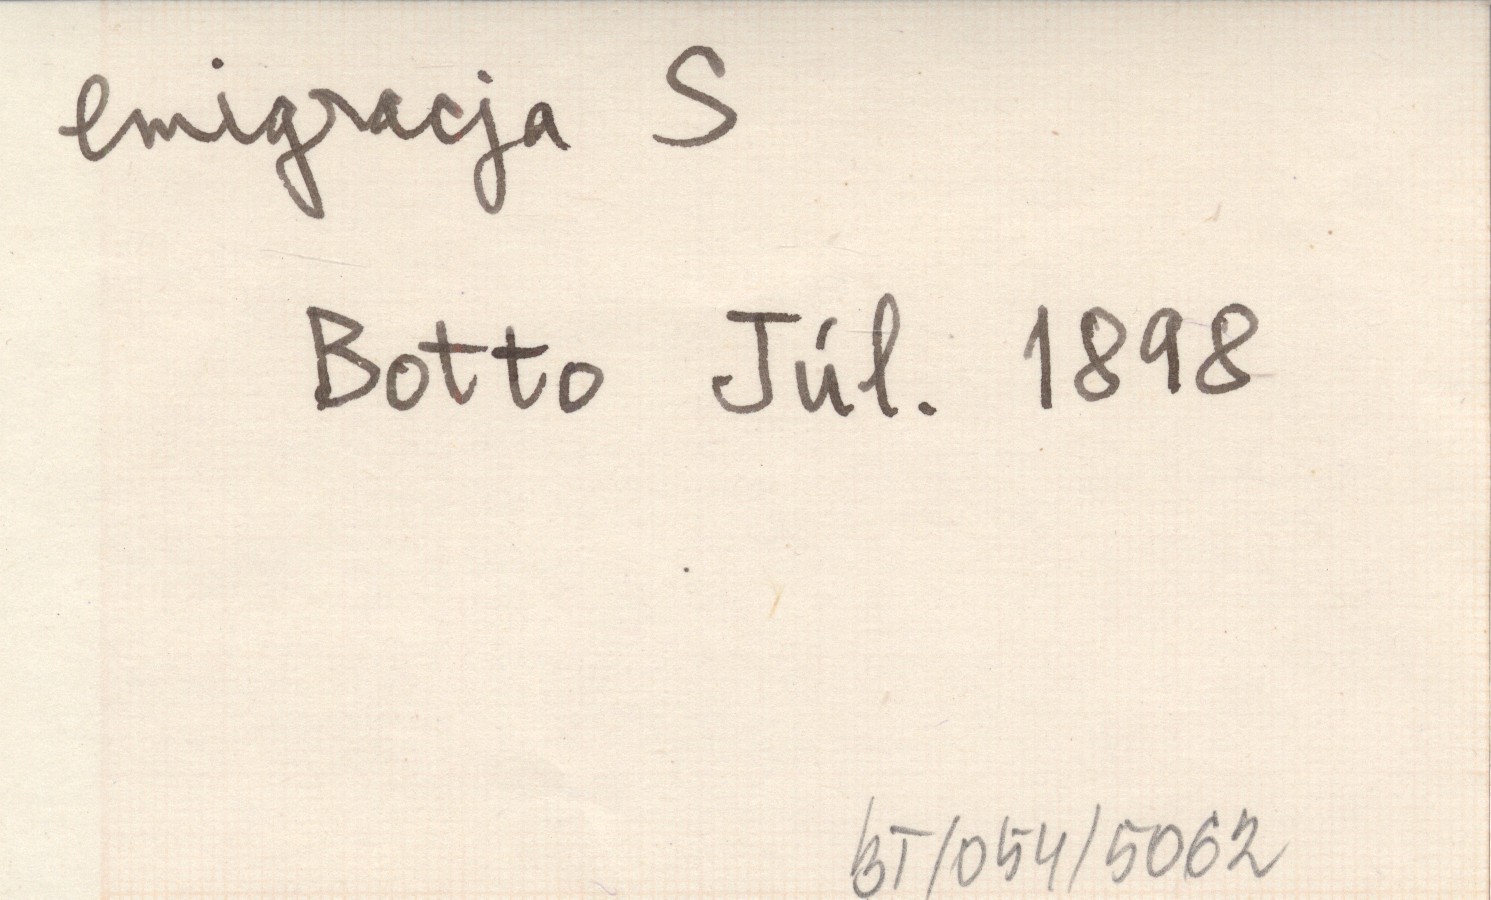 emigracja S
Botto Júl. 1898
BT/054/5062